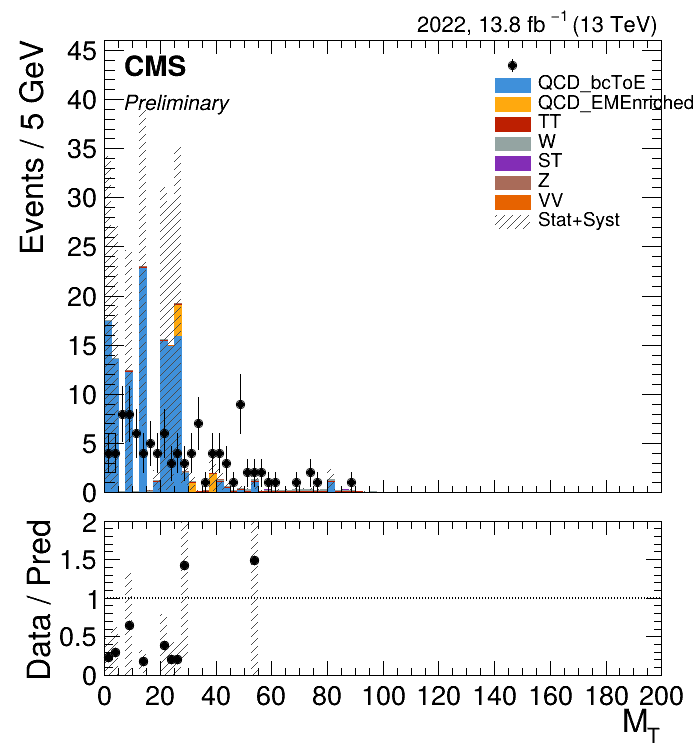 2022, 13.8 fb⁻¹ (13 TeV)
Events / 5 GeV
45
40
35
30
25
20
15
10
5
0
CMS
Preliminary
QCD_bcToE
QCD_EMEnriched
TT
W
ST
Z
VV
Stat+Syst
Data / Pred
2
1.5
1
0.5
0
0 20 40 60 80 100 120 140 160 180 200
M_T